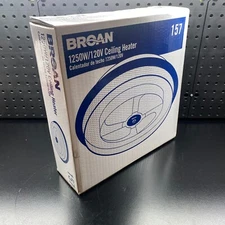 BROAN
157
1250W/120V Ceiling Heater
Calentador de techo 1250W/120V